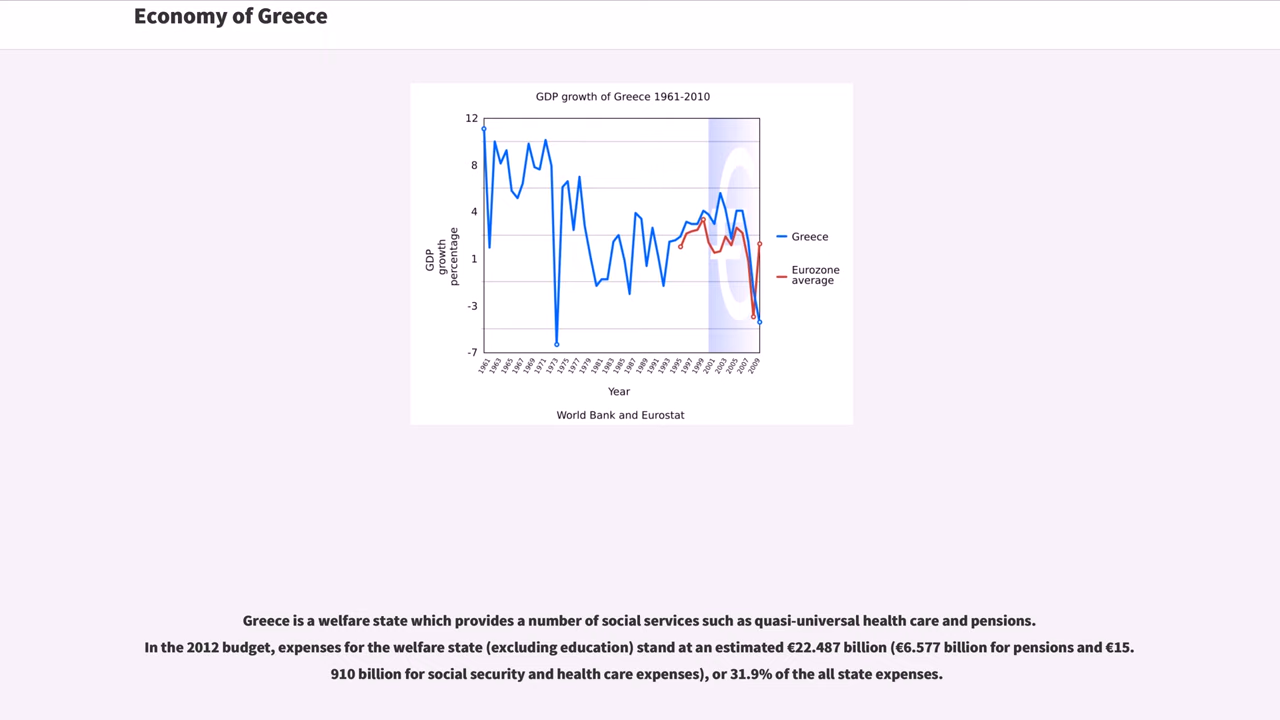 Economy of Greece
GDP growth of Greece 1961-2010
12
8
4
1
-3
-7
GDP
growth
percentage
Greece
Eurozone
average
1961
1963
1965
1967
1969
1971
1973
1975
1977
1979
1981
1983
1985
1987
1989
1991
1993
1995
1997
1999
2001
2003
2005
2007
2009
Year
World Bank and Eurostat
Greece is a welfare state which provides a number of social services such as quasi-universal health care and pensions.
In the 2012 budget, expenses for the welfare state (excluding education) stand at an estimated €22.487 billion (€6.577 billion for pensions and €15.
910 billion for social security and health care expenses), or 31.9% of the all state expenses.